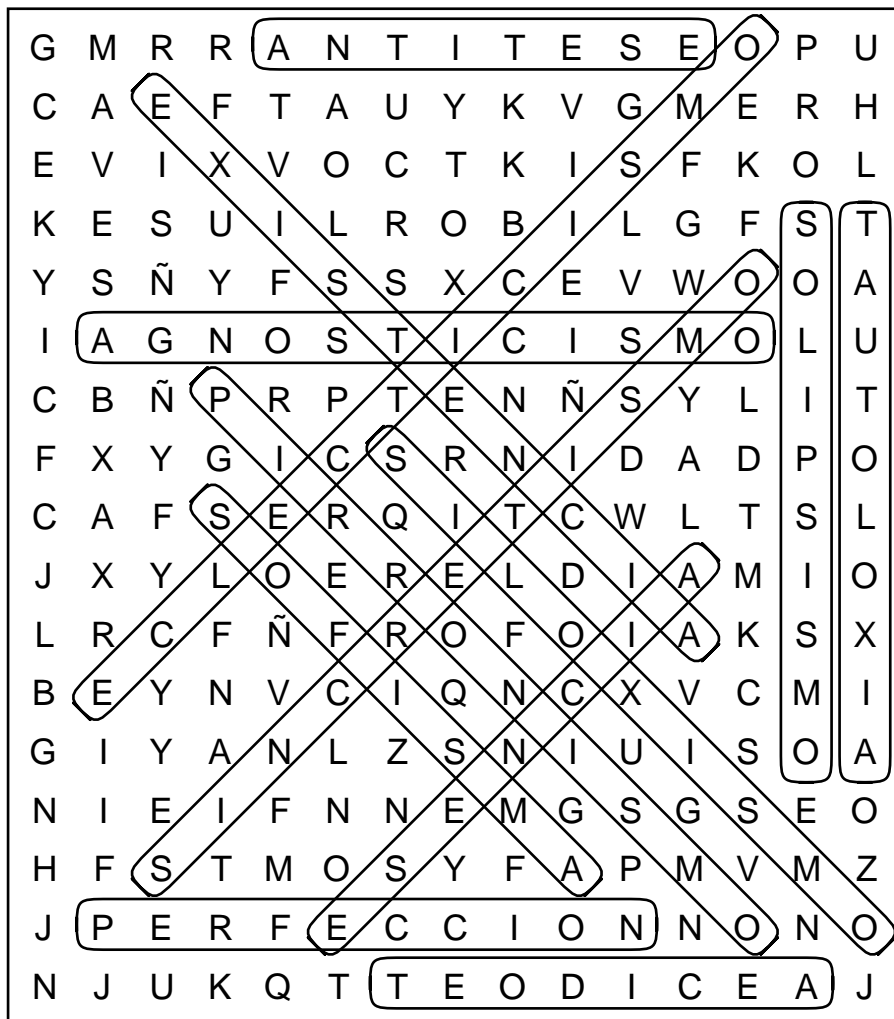 G M R R A N T I T E S E O P U
C A E F T A U Y K V G M E R H
E V I X V O C T K I S F K O L
K E S U I L R O B I L G F S T
Y S Ñ Y F S S X C E V W O O A
I A G N O S T I C I S M O L U
C B Ñ P R P T E N Ñ S Y L I T
F X Y G I C S R N I D A D P O
C A F S E R Q I T C W L T S L
J X Y L O E R E L D I A M I O
L R C F Ñ F R O F O I A K S X
B E Y N V C I Q N C X V C M I
G I Y A N L Z S N I U I S O A
N I E I F N N E M G S G S E O
H F S T M O S Y F A P M V M Z
J P E R F E C C I O N N O N O
N J U K Q T T E O D I C E A J